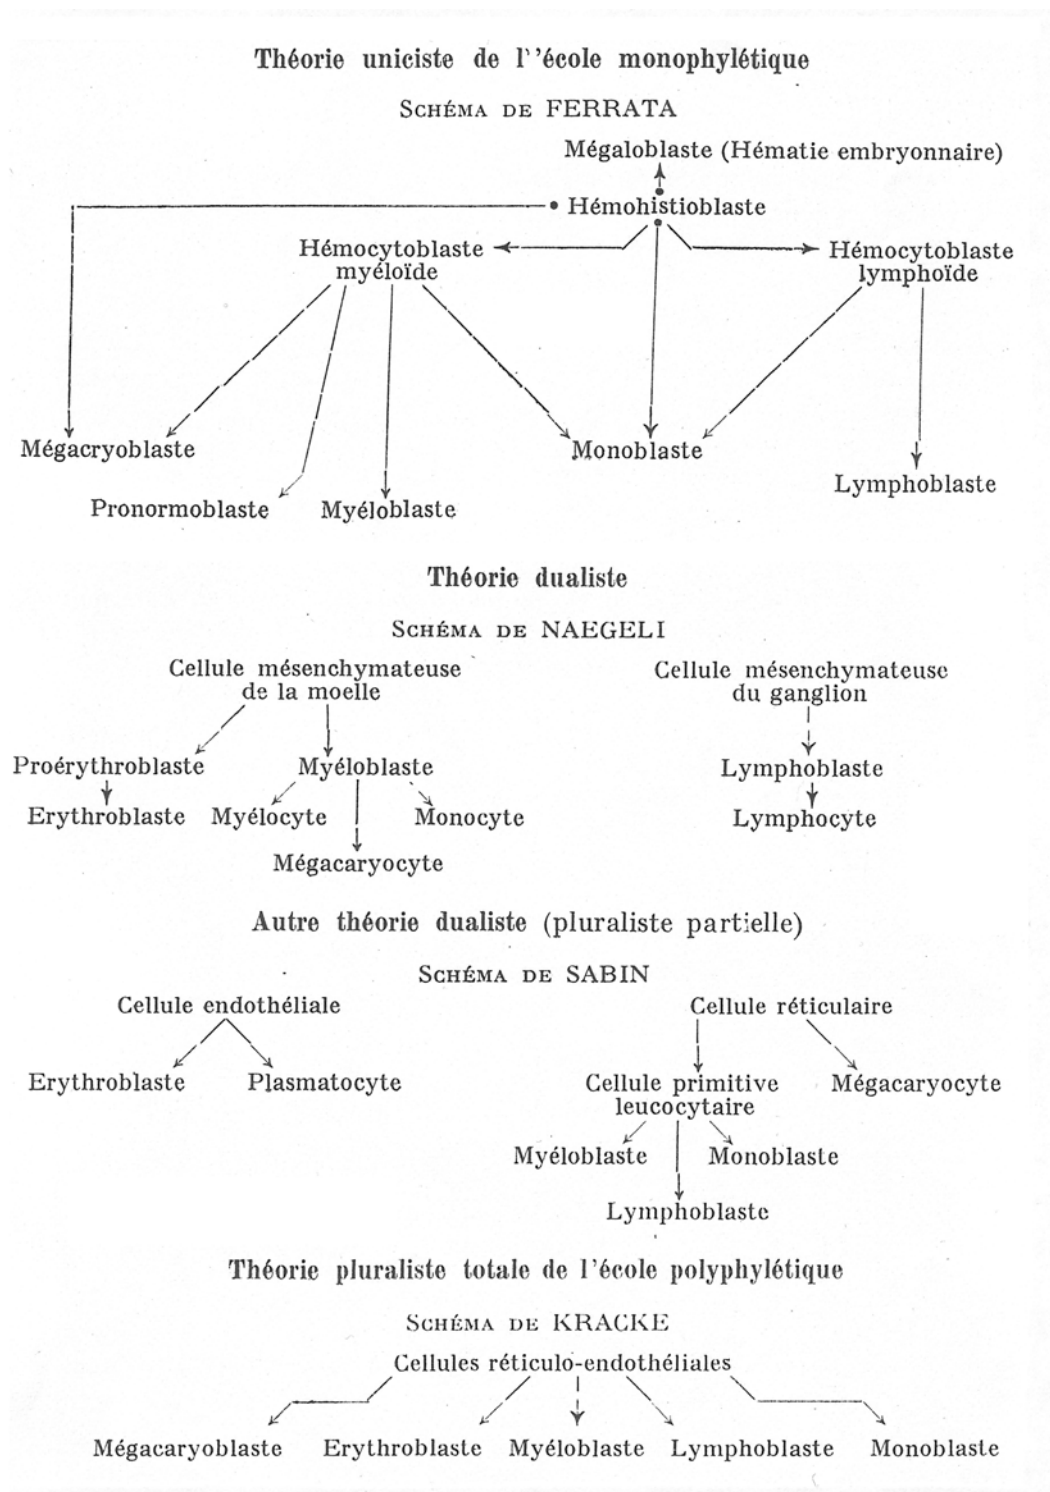 Théorie uniciste de l''école monophylétique
SCHÉMA DE FERRATA
Mégaloblaste (Hématie embryonnaire)
Hémohistioblaste
Hémocytoblaste
myéloïde
Hémocytoblaste
lymphoïde
Mégacryoblaste
Monoblaste
Lymphoblaste
Pronormoblaste
Myéloblaste
Théorie dualiste
SCHÉMA DE NAEGELI
Cellule mésenchymateuse
de la moelle
Cellule mésenchymateuse
du ganglion
Proérythroblaste
Myéloblaste
Lymphoblaste
Erythroblaste
Myélocyte
Monocyte
Lymphocyte
Mégacaryocyte
Autre théorie dualiste (pluraliste partielle)
SCHÉMA DE SABIN
Cellule endothéliale
Cellule réticulaire
Erythroblaste
Plasmatocyte
Cellule primitive
leucocytaire
Mégacaryocyte
Myéloblaste
Monoblaste
Lymphoblaste
Théorie pluraliste totale de l'école polyphylétique
SCHÉMA DE KRACKE
Cellules réticulo-endothéliales
Mégacaryoblaste
Erythroblaste
Myéloblaste
Lymphoblaste
Monoblaste